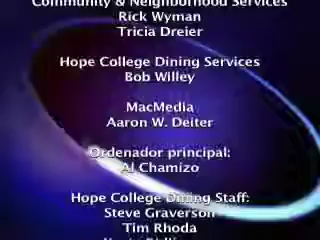 Community & Neighborhood Services
Rick Wyman
Tricia Dreier
Hope College Dining Services
Bob Willey
MacMedia
Aaron W. Deiter
Ordenador principal:
Al Chamizo
Hope College Dining Staff:
Steve Graverson
Tim Rhoda